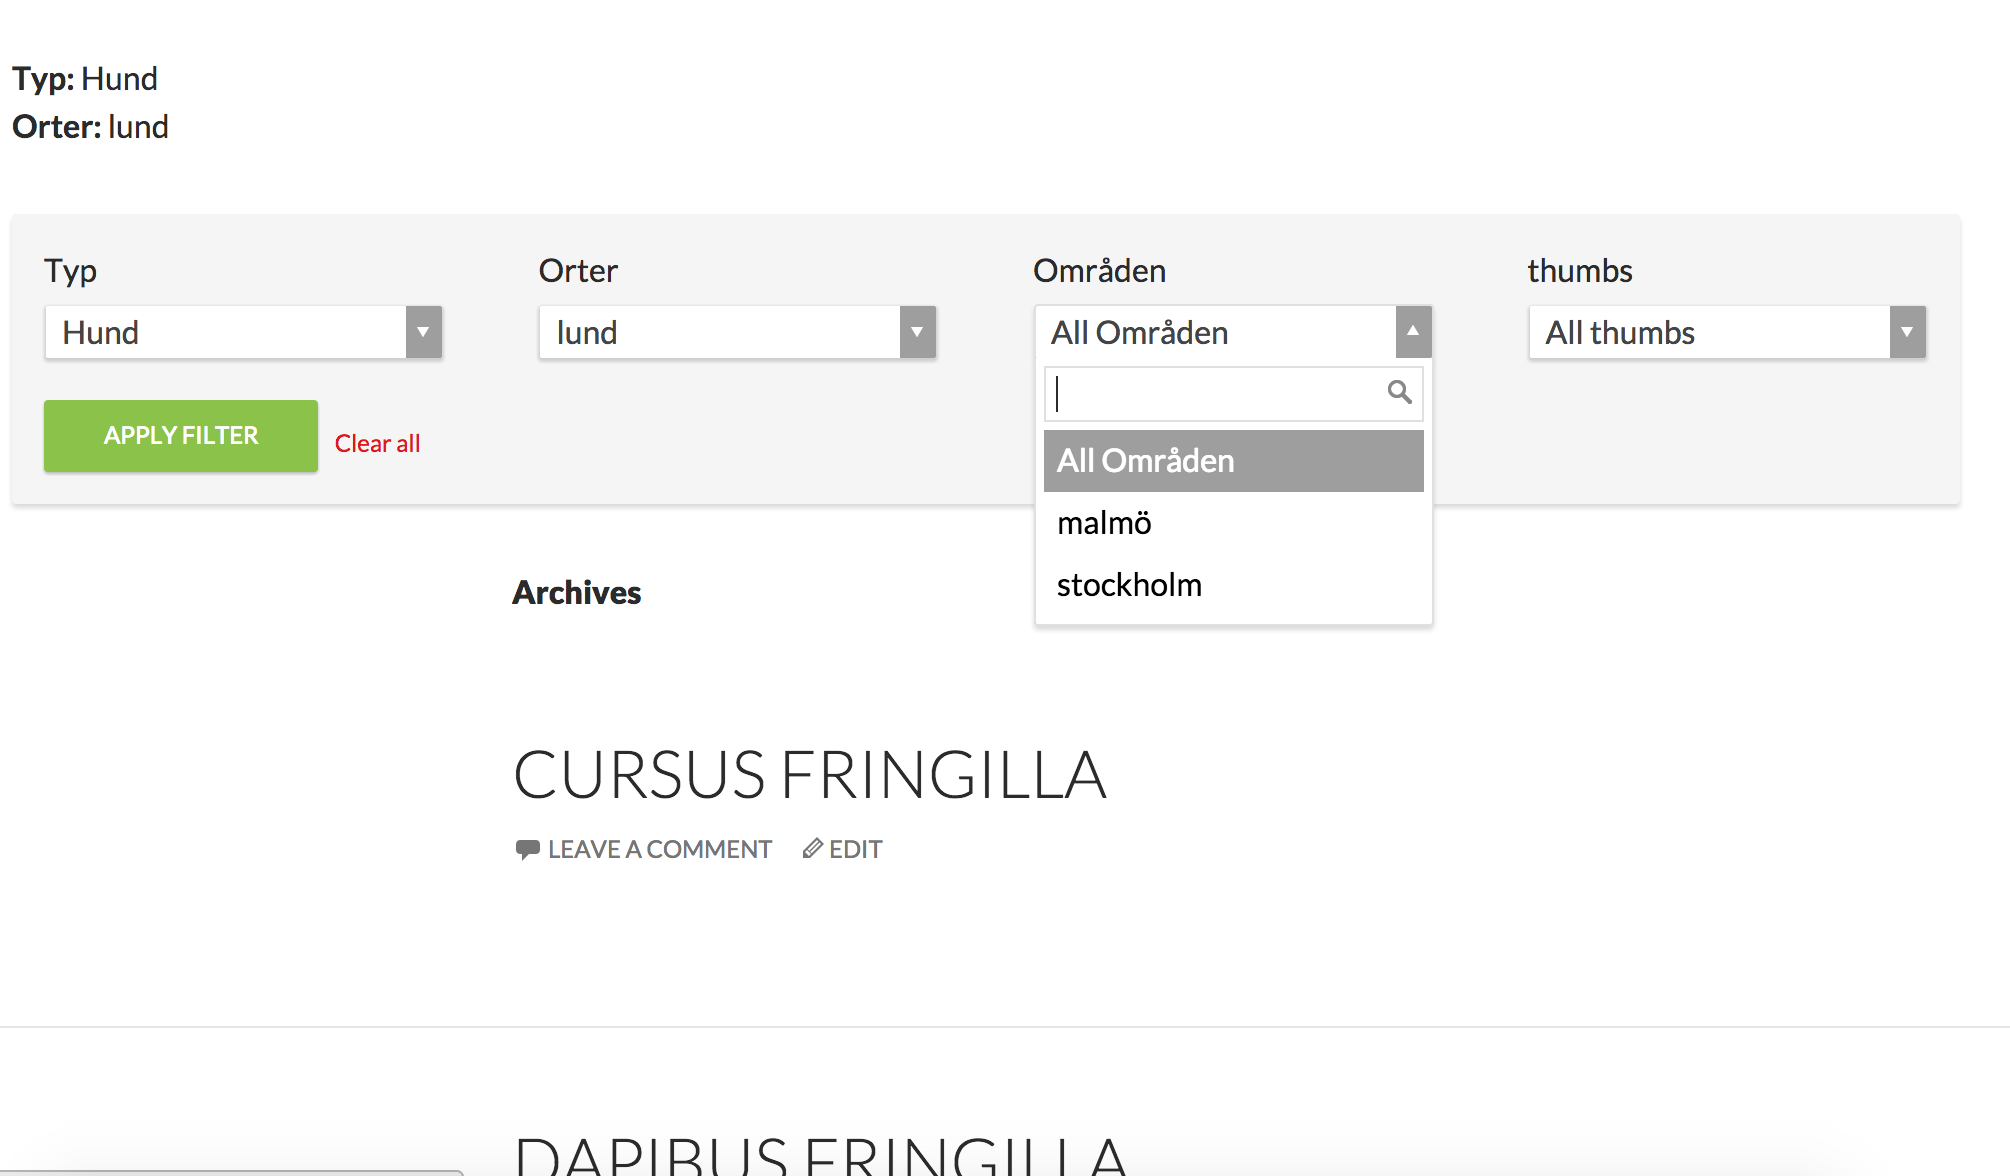 Typ: Hund
Orter: lund
Typ
Orter
Områden
thumbs
Hund
lund
All Områden
All thumbs
APPLY FILTER
Clear all
All Områden
malmö
stockholm
Archives
CURSUS FRINGILLA
LEAVE A COMMENT
EDIT
DAPIBUS FRINGILLA